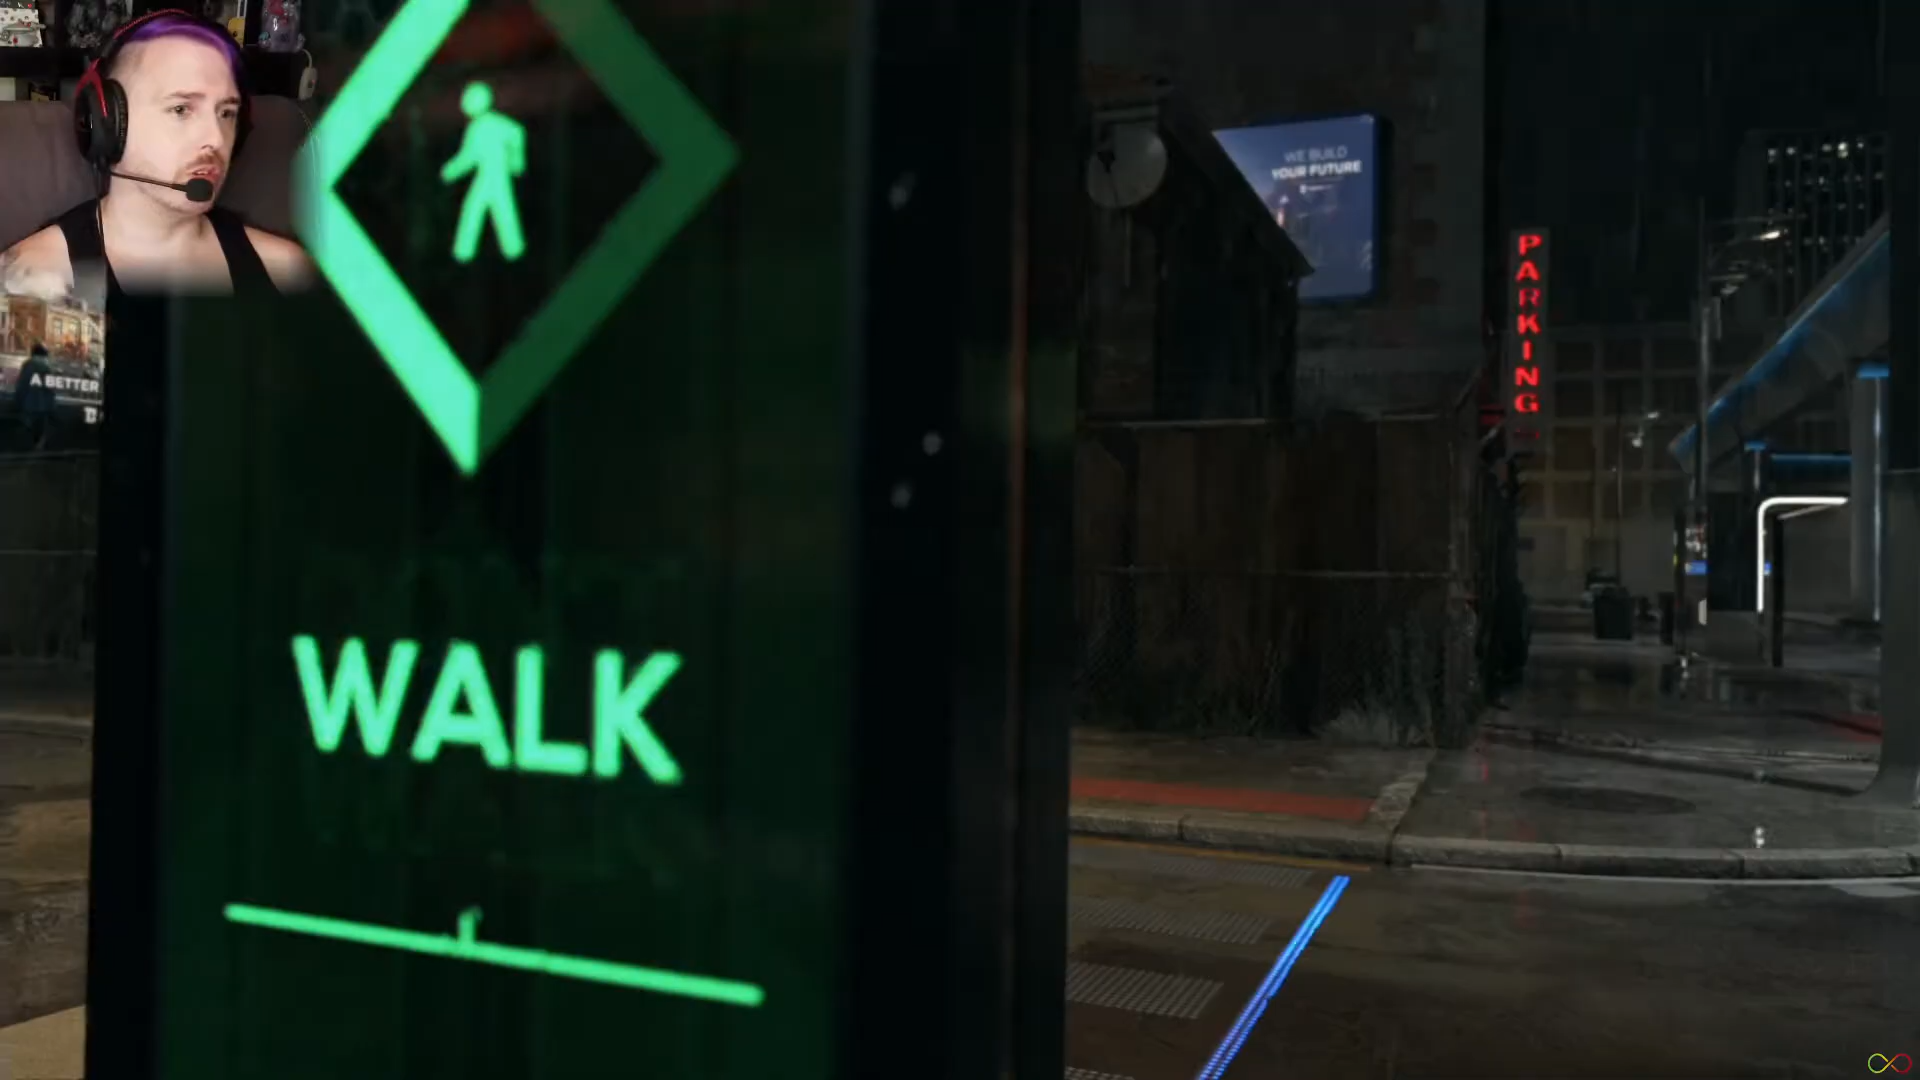 WE BUILD
YOUR FUTURE
PARKING
A BETTER
WALK